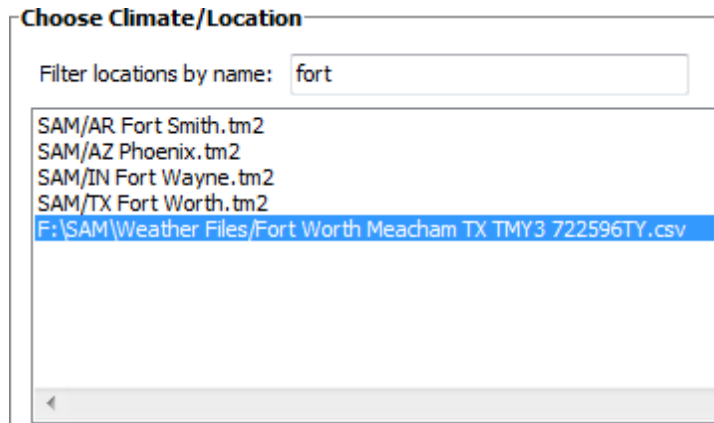 Choose Climate/Location
Filter locations by name: fort
SAM/AR Fort Smith.tm2
SAM/AZ Phoenix.tm2
SAM/IN Fort Wayne.tm2
SAM/TX Fort Worth.tm2
F:\SAM\Weather Files/Fort Worth Meacham TX TMY3 722596TY.csv